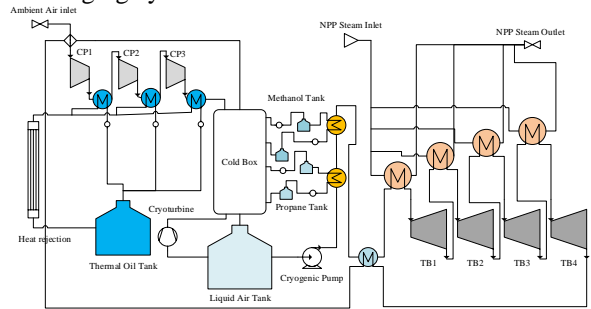 Ambient Air inlet
NPP Steam Inlet
NPP Steam Outlet
CP1
CP2
CP3
Methanol Tank
Cold Box
Propane Tank
Cryoturbine
Heat rejection
Thermal Oil Tank
Liquid Air Tank
Cryogenic Pump
TB1
TB2
TB3
TB4